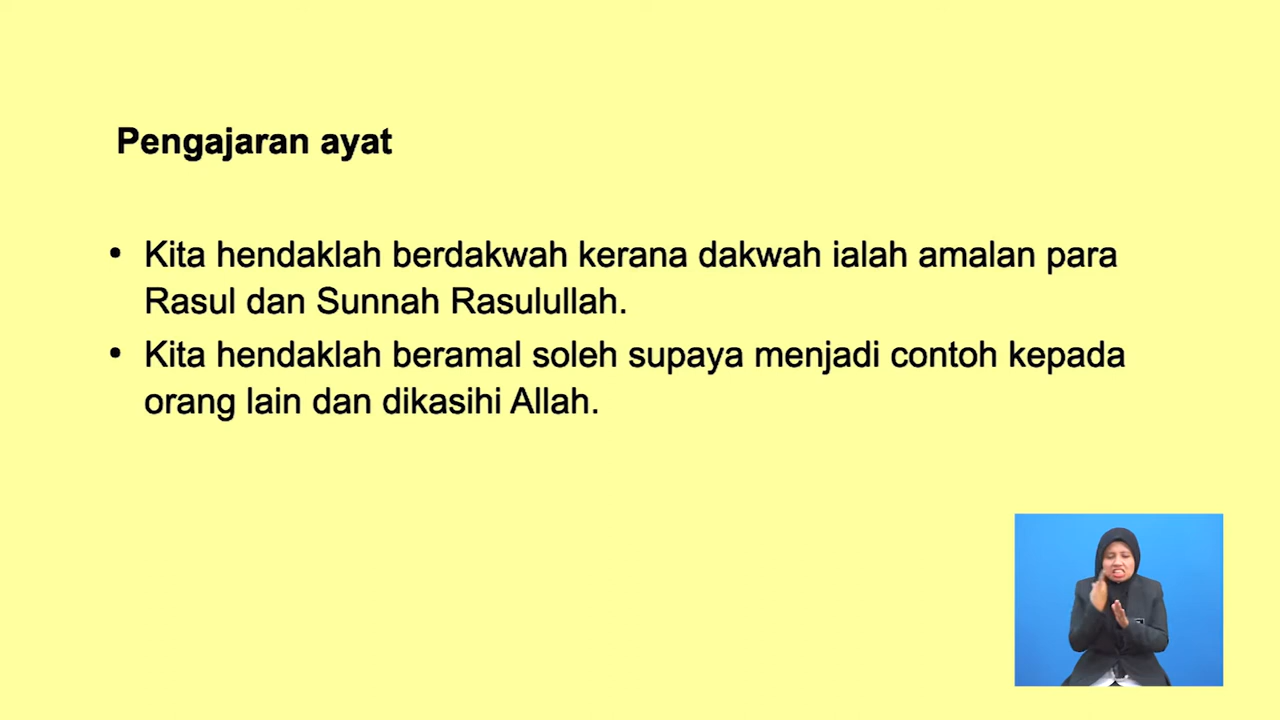 Pengajaran ayat
• Kita hendaklah berdakwah kerana dakwah ialah amalan para
Rasul dan Sunnah Rasulullah.
• Kita hendaklah beramal soleh supaya menjadi contoh kepada
orang lain dan dikasihi Allah.